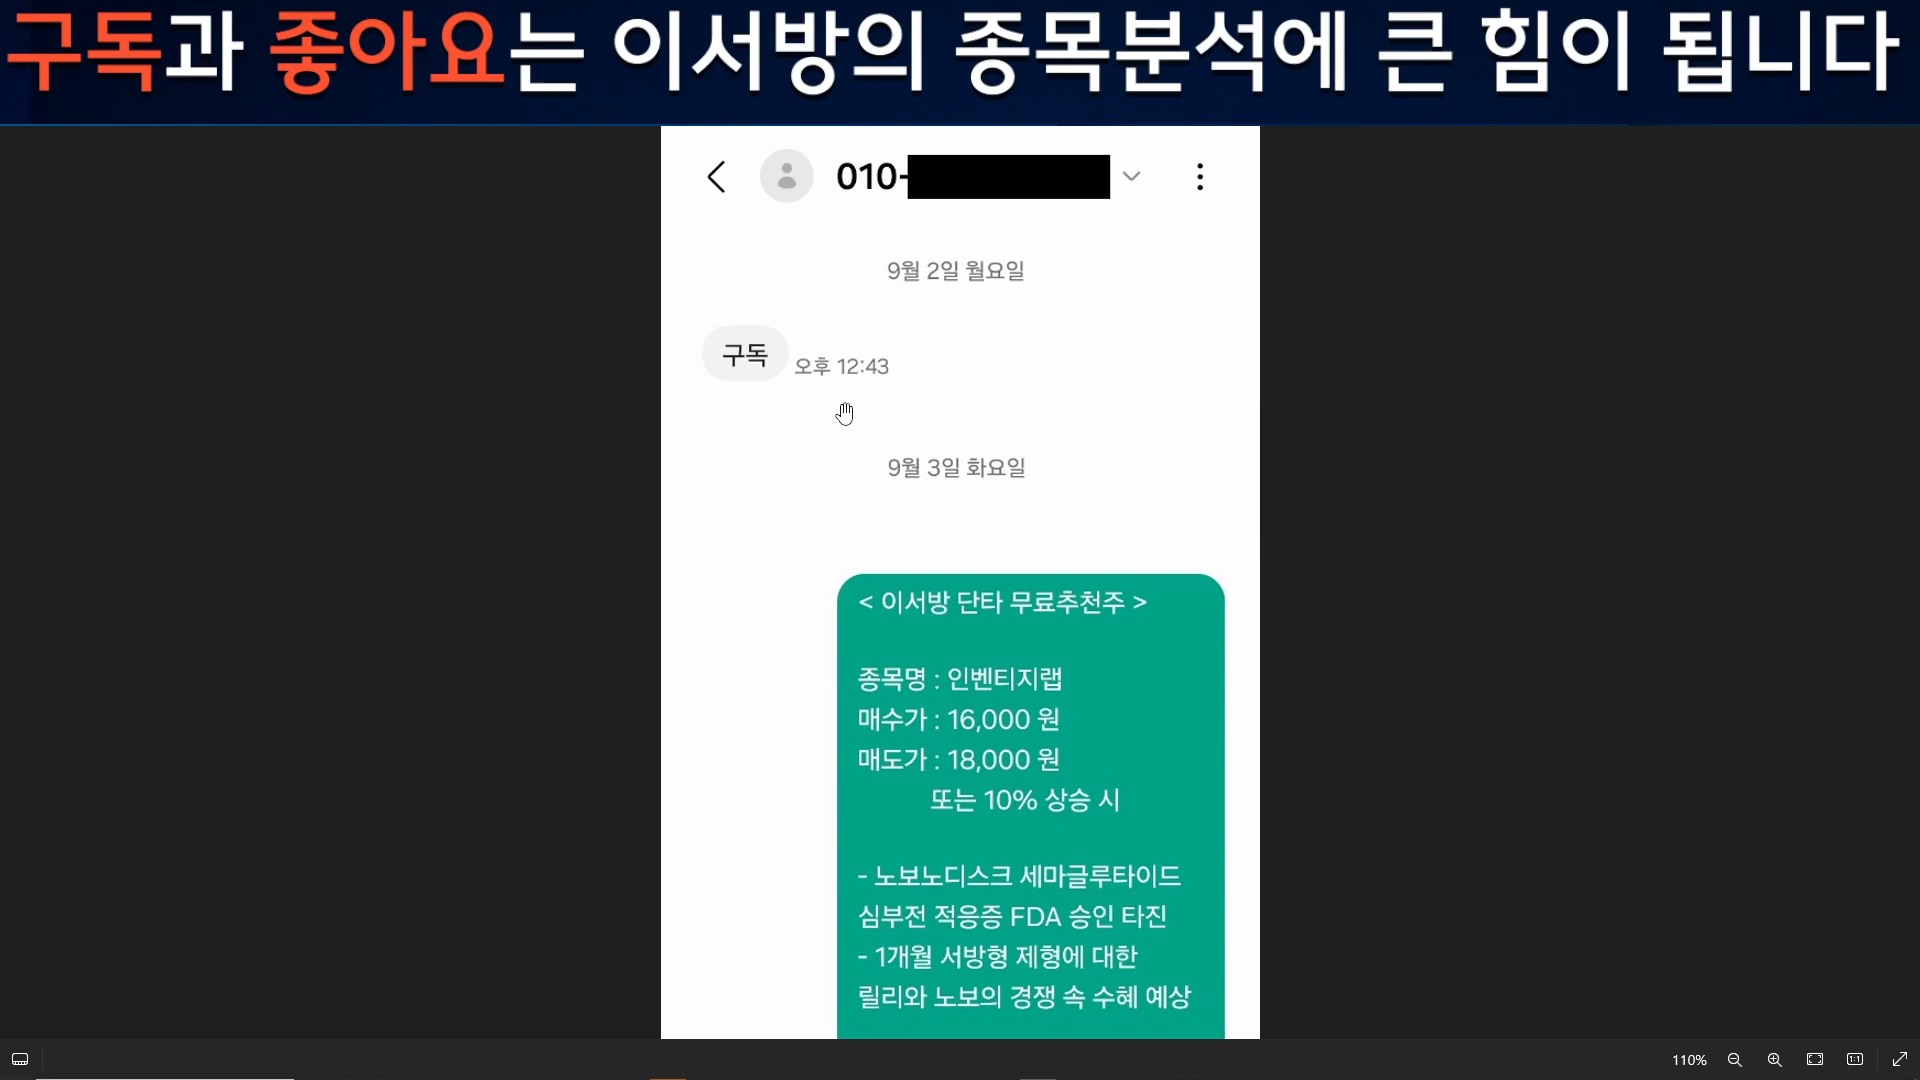 구독과 좋아요는 이서방의 종목분석에 큰 힘이 됩니다
010-
9월 2일 월요일
구독
오후 12:43
9월 3일 화요일
< 이서방 단타 무료추천주 >
종목명 : 인벤티지랩
매수가 : 16,000 원
매도가 : 18,000 원
또는 10% 상승 시
- 노보노디스크 세마글루타이드
심부전 적응증 FDA 승인 타진
- 1개월 서방형 제형에 대한
릴리와 노보의 경쟁 속 수혜 예상
110%
1:1